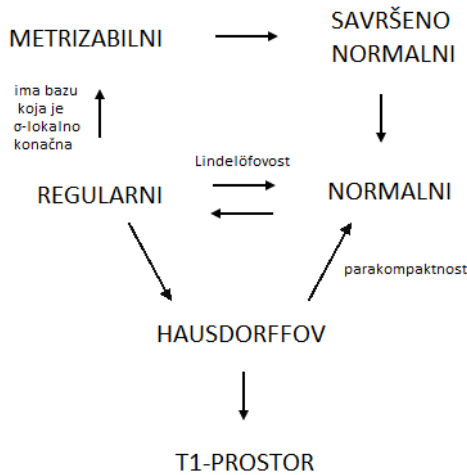 METRIZABILNI
SAVRŠENO
NORMALNI
ima bazu
koja je
σ-lokalno
konačna
Lindelöfovost
REGULARNI
NORMALNI
parakompaktnost
HAUSDORFFOV
T1-PROSTOR